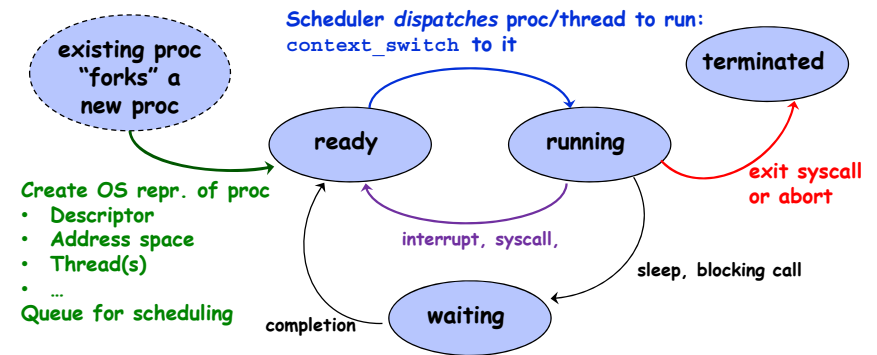 existing proc
“forks” a
new proc
Scheduler dispatches proc/thread to run:
context_switch to it
terminated
ready
running
exit syscall
or abort
Create OS repr. of proc
• Descriptor
• Address space
• Thread(s)
• …
Queue for scheduling
interrupt, syscall,
sleep, blocking call
completion
waiting